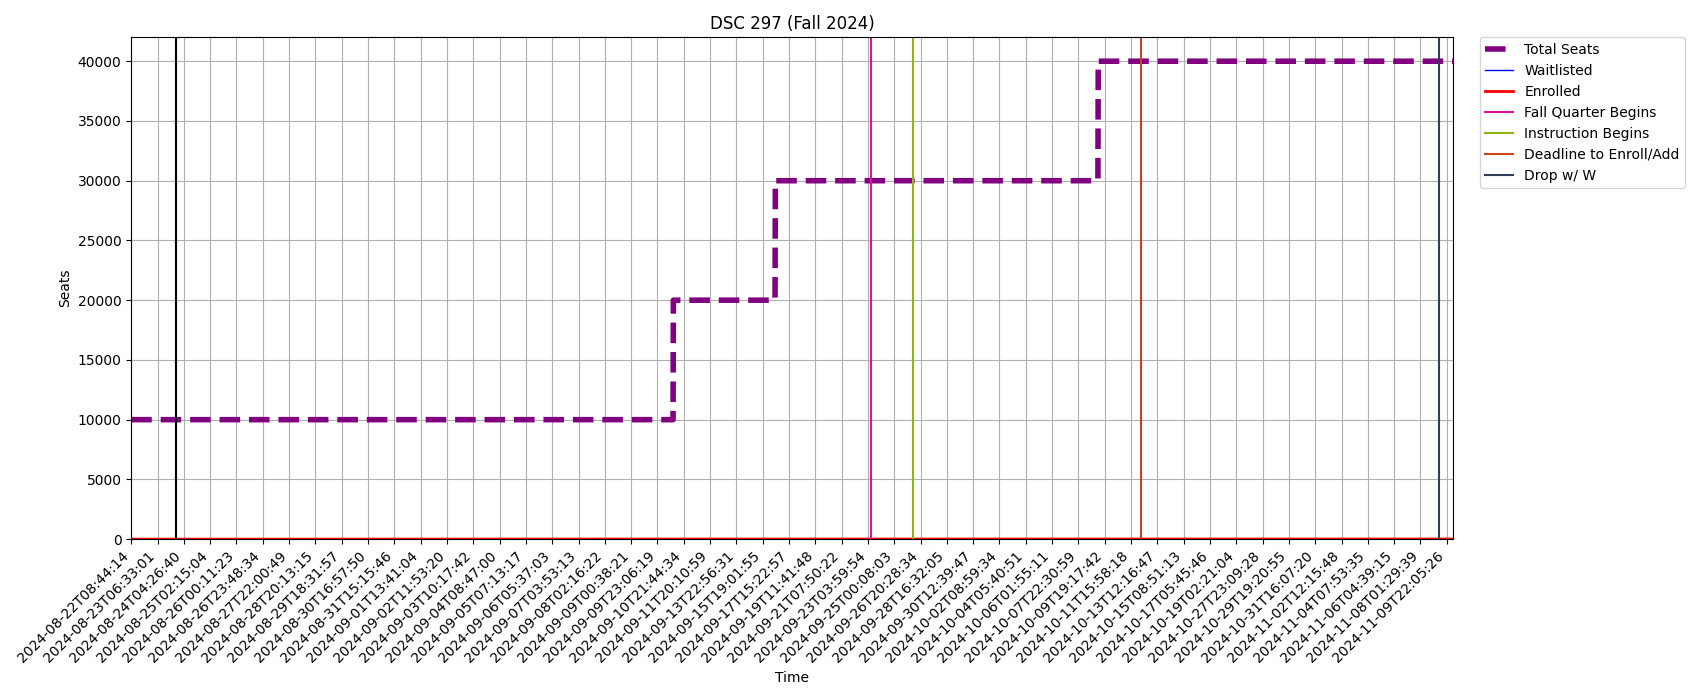 DSC 297 (Fall 2024)
40000
35000
30000
25000
20000
15000
10000
5000
0
Seats
Total Seats
Waitlisted
Enrolled
Fall Quarter Begins
Instruction Begins
Deadline to Enroll/Add
Drop w/ W
2024-08-22T08:44:14
2024-08-23T06:33:01
2024-08-24T04:26:40
2024-08-25T02:15:04
2024-08-26T00:11:23
2024-08-26T23:48:34
2024-08-27T22:00:49
2024-08-28T20:13:15
2024-08-29T18:31:57
2024-08-30T16:57:50
2024-08-31T15:15:46
2024-09-01T13:41:04
2024-09-02T11:53:20
2024-09-03T10:17:42
2024-09-04T08:47:00
2024-09-05T07:13:17
2024-09-06T05:37:03
2024-09-07T03:53:13
2024-09-08T02:16:22
2024-09-09T00:38:21
2024-09-09T23:06:19
2024-09-10T21:44:34
2024-09-11T20:10:59
2024-09-13T22:56:31
2024-09-15T19:01:55
2024-09-17T15:22:57
2024-09-19T11:41:48
2024-09-21T07:50:22
2024-09-23T03:59:54
2024-09-25T00:08:03
2024-09-26T20:28:34
2024-09-28T16:32:05
2024-09-30T12:39:47
2024-10-02T08:59:34
2024-10-04T05:40:51
2024-10-06T01:55:11
2024-10-07T22:30:59
2024-10-09T19:17:42
2024-10-11T15:58:18
2024-10-13T12:16:47
2024-10-15T08:51:13
2024-10-17T05:45:46
2024-10-19T02:21:04
2024-10-27T23:09:28
2024-10-29T19:20:55
2024-10-31T16:07:20
2024-11-02T12:15:48
2024-11-04T07:53:35
2024-11-06T04:39:15
2024-11-08T01:29:39
2024-11-09T22:05:26
Time